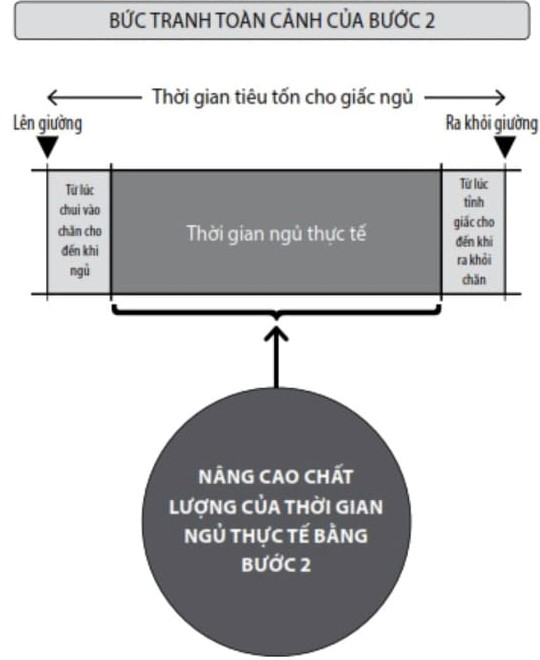 BỨC TRANH TOÀN CẢNH CỦA BƯỚC 2
Thời gian tiêu tốn cho giấc ngủ
Lên giường
Ra khỏi giường
Từ lúc
chui vào
chăn cho
đến khi
ngủ
Thời gian ngủ thực tế
Từ lúc
tỉnh
giấc cho
đến khi
ra khỏi
chăn
NÂNG CAO CHẤT
LƯỢNG CỦA THỜI GIAN
NGỦ THỰC TẾ BẰNG
BƯỚC 2